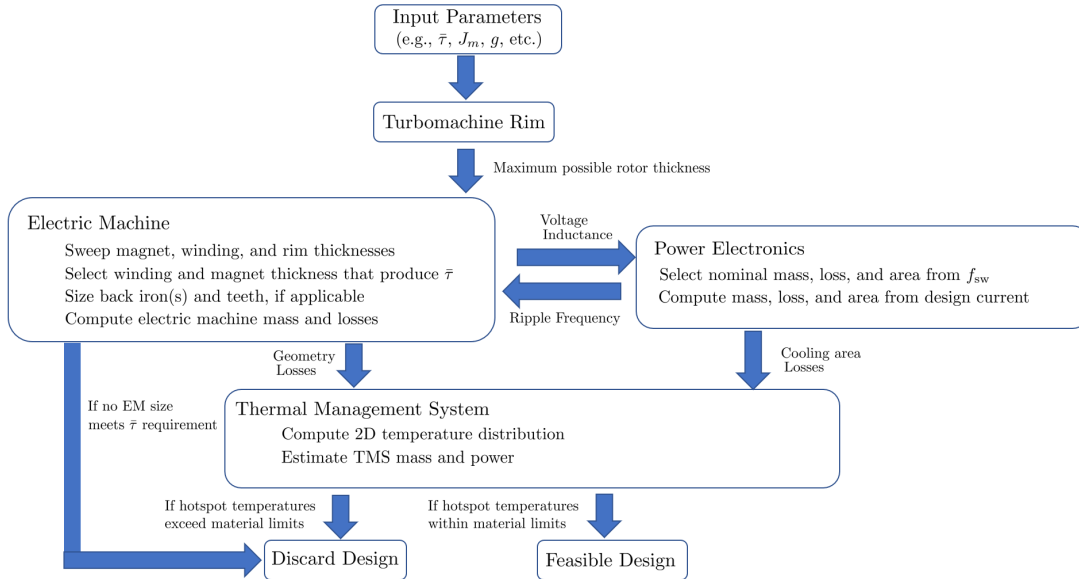 Input Parameters
(e.g., τ̄, Jₘ, g, etc.)
Turbomachine Rim
Maximum possible rotor thickness
Electric Machine
Sweep magnet, winding, and rim thicknesses
Select winding and magnet thickness that produce τ̄
Size back iron(s) and teeth, if applicable
Compute electric machine mass and losses
Voltage
Inductance
Ripple Frequency
Power Electronics
Select nominal mass, loss, and area from f_sw
Compute mass, loss, and area from design current
Geometry
Losses
Cooling area
Losses
If no EM size
meets τ̄ requirement
Thermal Management System
Compute 2D temperature distribution
Estimate TMS mass and power
If hotspot temperatures
exceed material limits
If hotspot temperatures
within material limits
Discard Design
Feasible Design